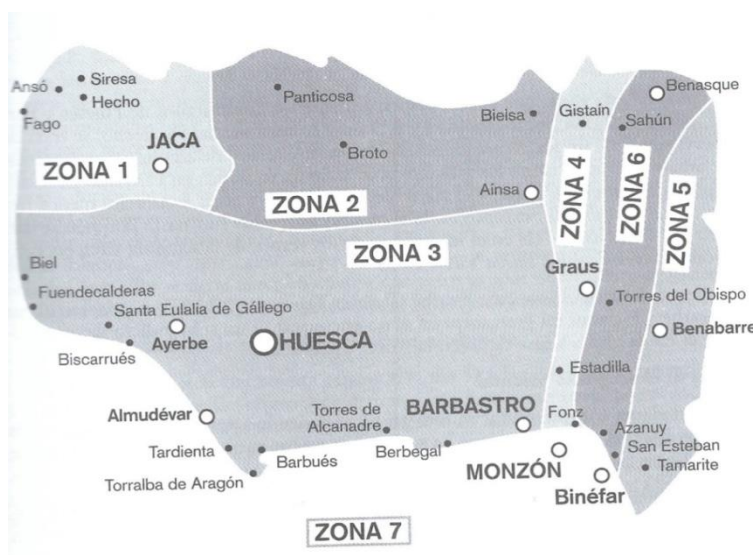 Ansó
Siresa
Hecho
Fago
JACA
ZONA 1
Panticosa
Broto
Bieisa
Aínsa
ZONA 2
Gistaín
ZONA 4
Benasque
Sahún
ZONA 6
ZONA 5
ZONA 3
Biel
Fuendecalderas
Santa Eulalia de Gállego
Ayerbe
Biscarrués
HUESCA
Graus
Torres del Obispo
Benabarre
Estadilla
Almudévar
Tardienta
Torralba de Aragón
Barbués
Torres de
Alcanadre
Berbegal
BARBASTRO
Fonz
MONZÓN
Azanuy
San Esteban
Tamarite
Binéfar
ZONA 7